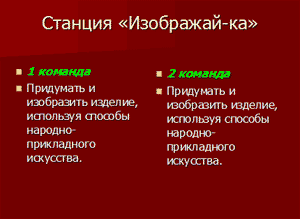 Станция «Изображай-ка»
1 команда
Придумать и
изобразить изделие,
используя способы
народно-
прикладного
искусства.
2 команда
Придумать и
изобразить изделие,
используя способы
народно-
прикладного
искусства.